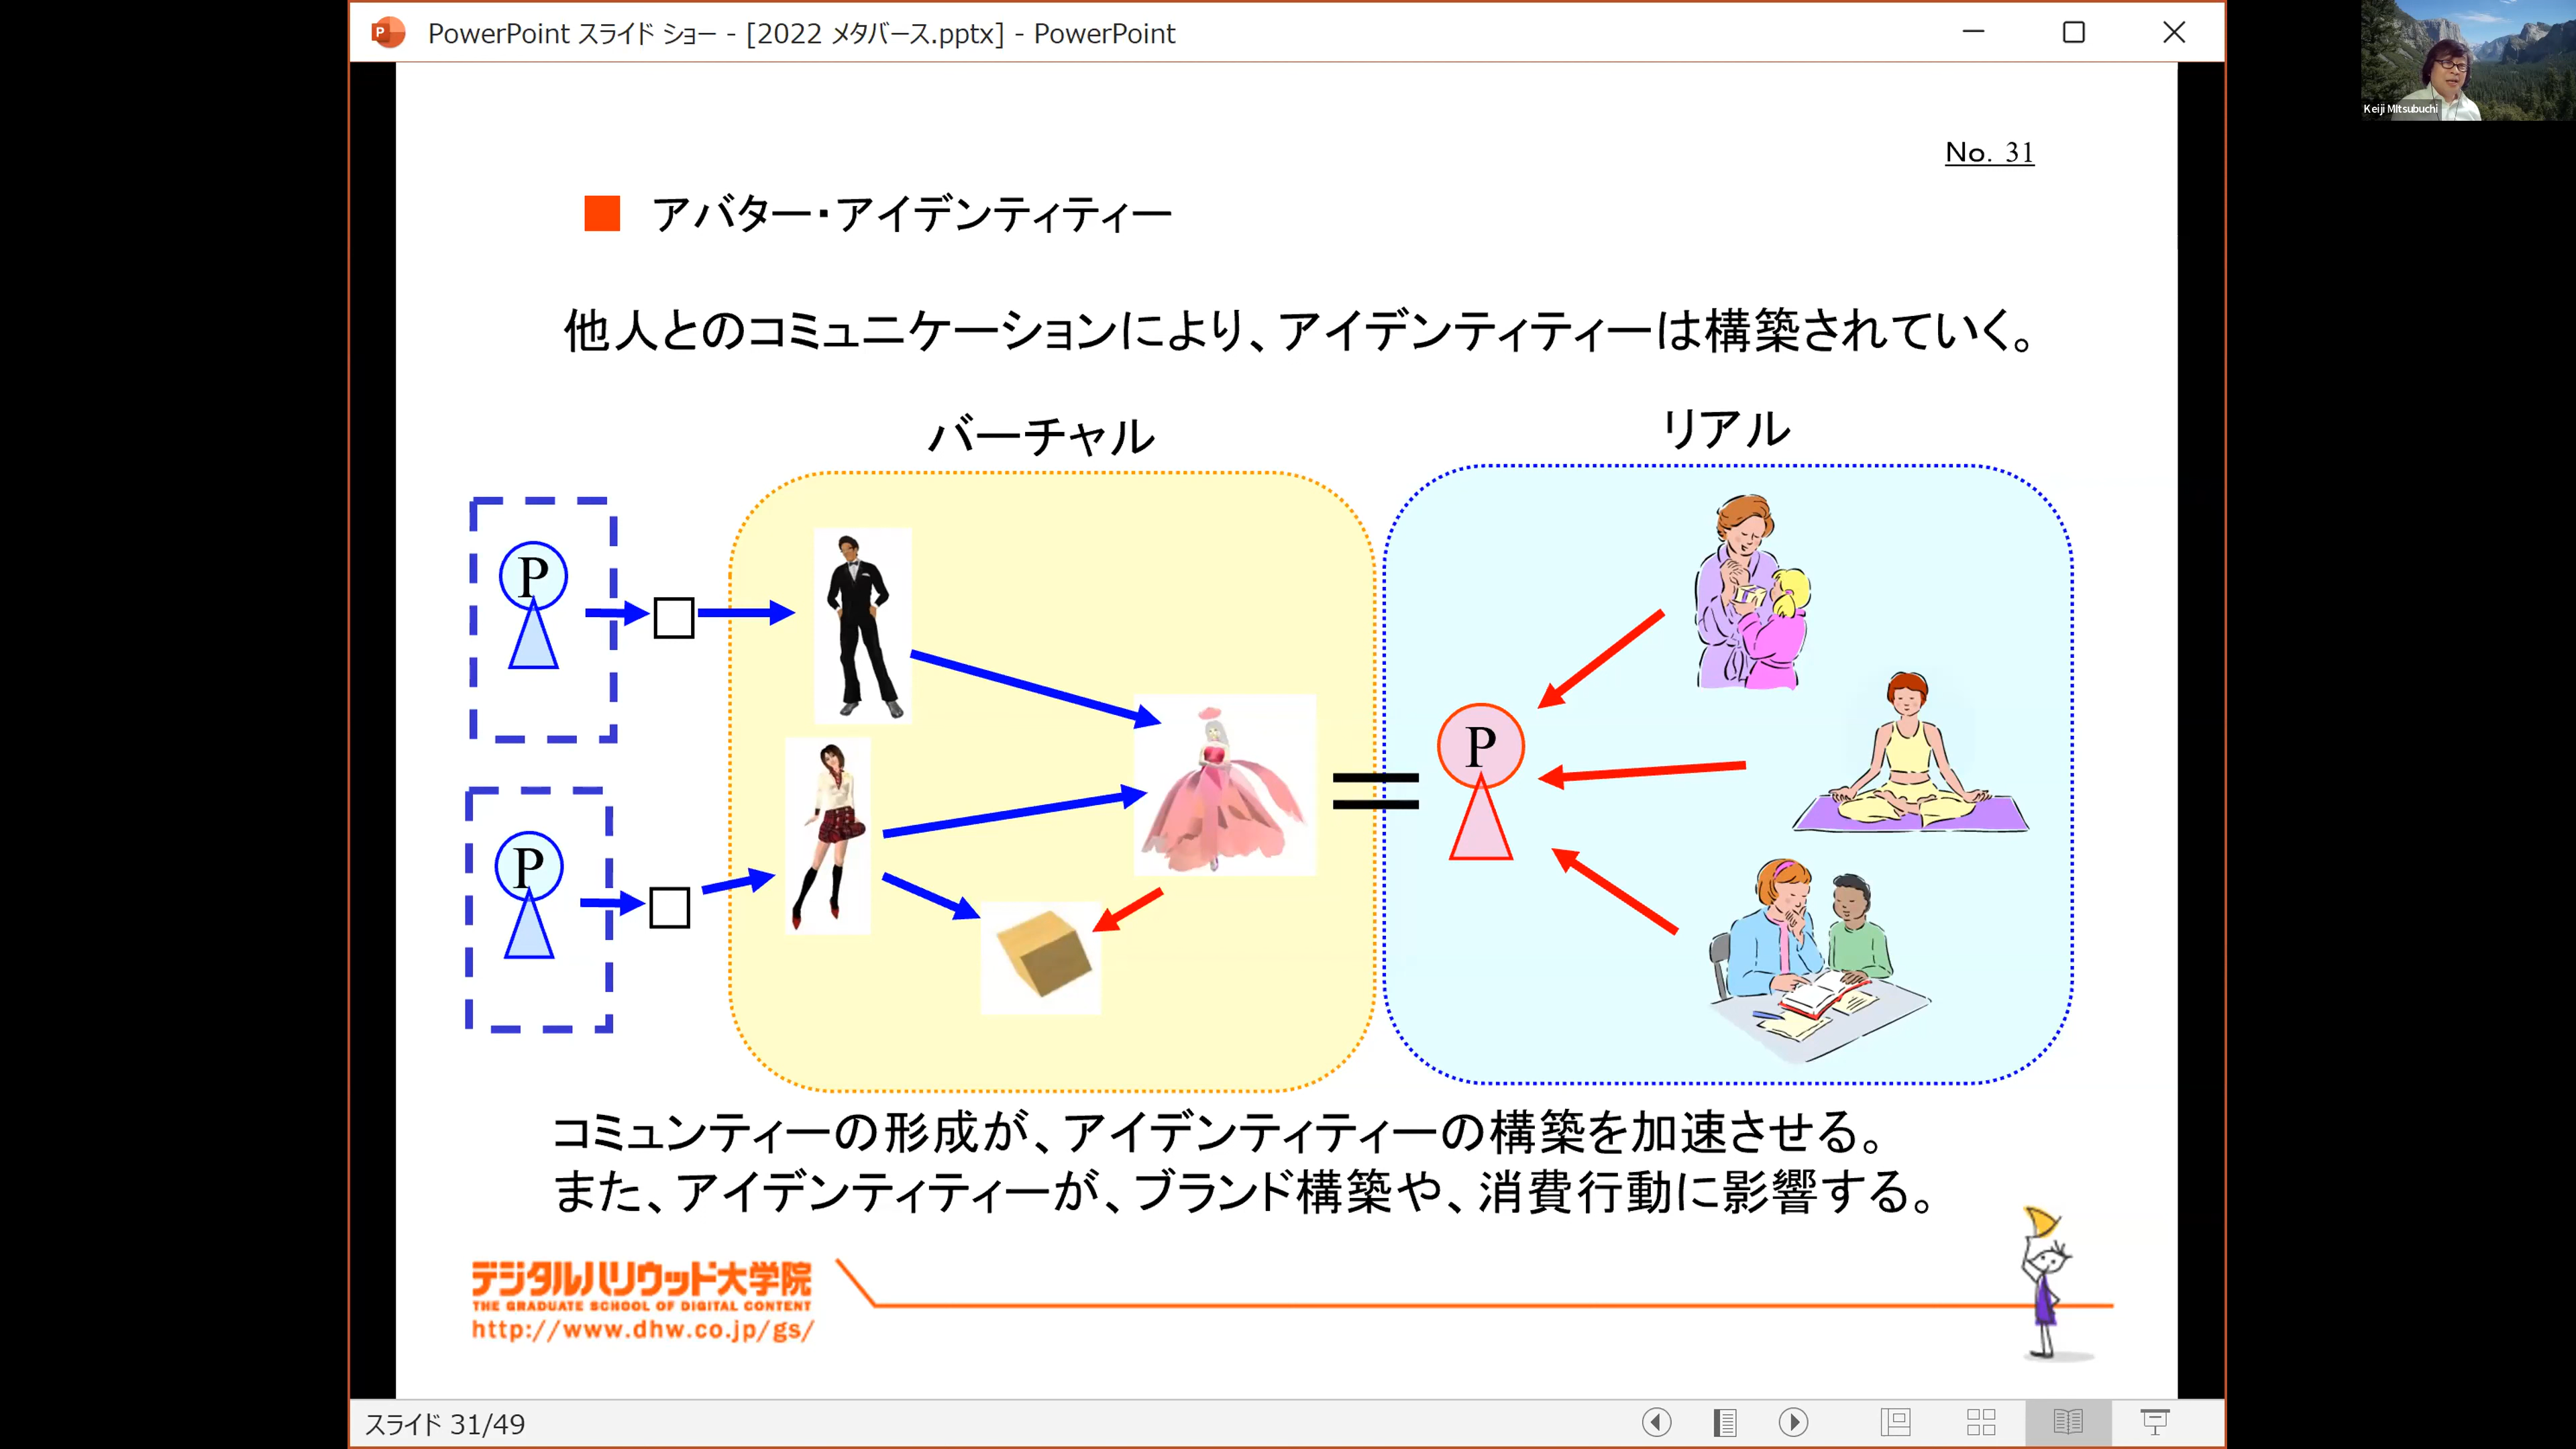 PowerPoint スライド ショー - [2022 メタバース.pptx] - PowerPoint
Keiji MItsubuchi
No. 31
アバター・アイデンティティー
他人とのコミュニケーションにより、アイデンティティーは構築されていく。
バーチャル
リアル
P
P
P
コミュンティーの形成が、アイデンティティーの構築を加速させる。
また、アイデンティティーが、ブランド構築や、消費行動に影響する。
デジタルハリウッド大学院
THE GRADUATE SCHOOL OF DIGITAL CONTENT
http://www.dhw.co.jp/gs/
スライド 31/49